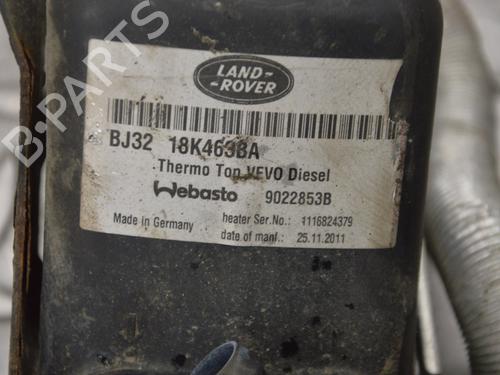 B-PARTS
LAND-
-ROVER
BJ32 18K463BA
Thermo Top VEVO Diesel
Webasto 9022853B
Made in Germany heater Ser.No.: 1116824379
date of manf.: 25.11.2011